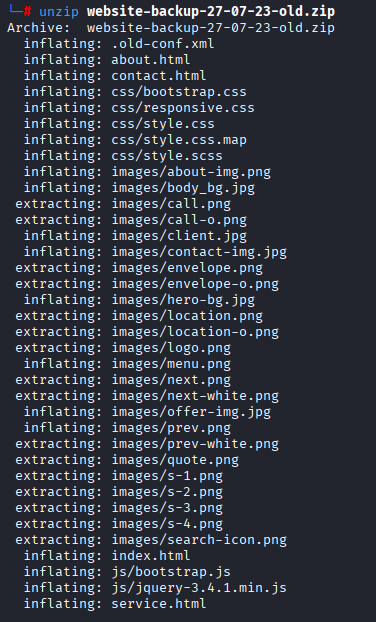 └─# unzip website-backup-27-07-23-old.zip
Archive:  website-backup-27-07-23-old.zip
  inflating: .old-conf.xml
  inflating: about.html
  inflating: contact.html
  inflating: css/bootstrap.css
  inflating: css/responsive.css
  inflating: css/style.css
  inflating: css/style.css.map
  inflating: css/style.scss
  inflating: images/about-img.png
  inflating: images/body_bg.jpg
 extracting: images/call.png
 extracting: images/call-o.png
  inflating: images/client.jpg
  inflating: images/contact-img.jpg
 extracting: images/envelope.png
 extracting: images/envelope-o.png
  inflating: images/hero-bg.jpg
 extracting: images/location.png
 extracting: images/location-o.png
 extracting: images/logo.png
  inflating: images/menu.png
 extracting: images/next.png
 extracting: images/next-white.png
  inflating: images/offer-img.jpg
  inflating: images/prev.png
 extracting: images/prev-white.png
 extracting: images/quote.png
 extracting: images/s-1.png
 extracting: images/s-2.png
 extracting: images/s-3.png
 extracting: images/s-4.png
 extracting: images/search-icon.png
  inflating: index.html
  inflating: js/bootstrap.js
  inflating: js/jquery-3.4.1.min.js
  inflating: service.html